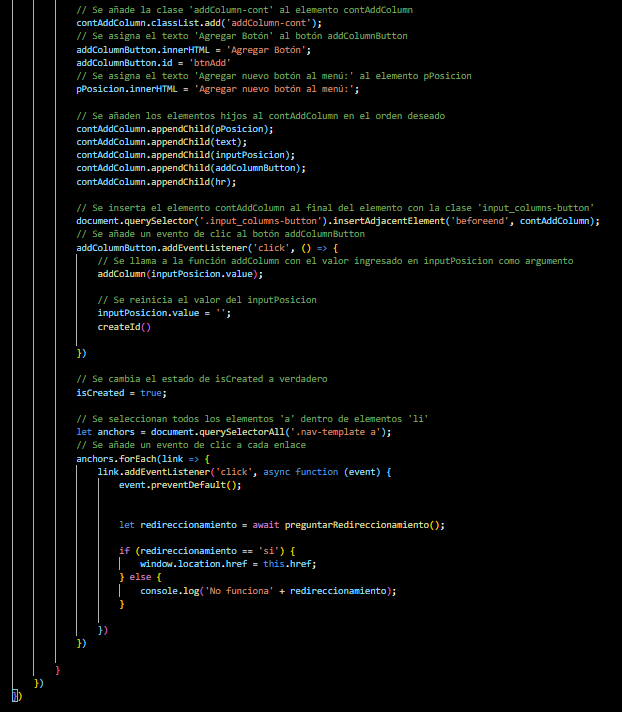 // Se añade la clase 'addColumn-cont' al elemento contAddColumn
contAddColumn.classList.add('addColumn-cont');
// Se asigna el texto 'Agregar Botón' al botón addColumnButton
addColumnButton.innerHTML = 'Agregar Botón';
addColumnButton.id = 'btnAdd'
// Se asigna el texto 'Agregar nuevo botón al menú:' al elemento pPosicion
pPosicion.innerHTML = 'Agregar nuevo botón al menú:';
// Se añaden los elementos hijos al contAddColumn en el orden deseado
contAddColumn.appendChild(pPosicion);
contAddColumn.appendChild(text);
contAddColumn.appendChild(inputPosicion);
contAddColumn.appendChild(addColumnButton);
contAddColumn.appendChild(hr);
// Se inserta el elemento contAddColumn al final del elemento con la clase 'input_columns-button'
document.querySelector('.input_columns-button').insertAdjacentElement('beforeend', contAddColumn);
// Se añade un evento de clic al botón addColumnButton
addColumnButton.addEventListener('click', () => {
// Se llama a la función addColumn con el valor ingresado en inputPosicion como argumento
addColumn(inputPosicion.value);
// Se reinicia el valor del inputPosicion
inputPosicion.value = '';
createId()
})
// Se cambia el estado de isCreated a verdadero
isCreated = true;
// Se seleccionan todos los elementos 'a' dentro de elementos 'li'
let anchors = document.querySelectorAll('.nav-template a');
// Se añade un evento de clic a cada enlace
anchors.forEach(link => {
link.addEventListener('click', async function (event) {
event.preventDefault();
let redireccionamiento = await preguntarRedireccionamiento();
if (redireccionamiento == 'si') {
window.location.href = this.href;
} else {
console.log('No funciona' + redireccionamiento);
}
})
})
}
})
})